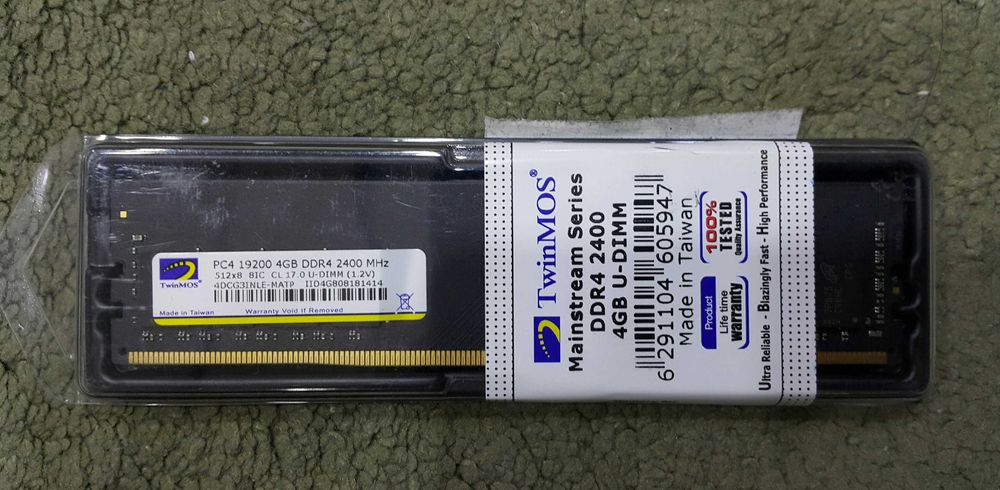 TwinMOS®
PC4 19200 4GB DDR4 2400 MHz
512x8 8IC CL 17.0 U-DIMM (1.2V)
4DCG3INLE-MATP IID4G808181414
Made in Taiwan
Warranty Void if Removed
TwinMOS®
Mainstream Series
DDR4 2400
4GB U-DIMM
6 291104 605947
Made in Taiwan
100%
TESTED
Quality Assurance
Product
Life time
Warranty
Ultra Reliable - Blazingly Fast - High Performance